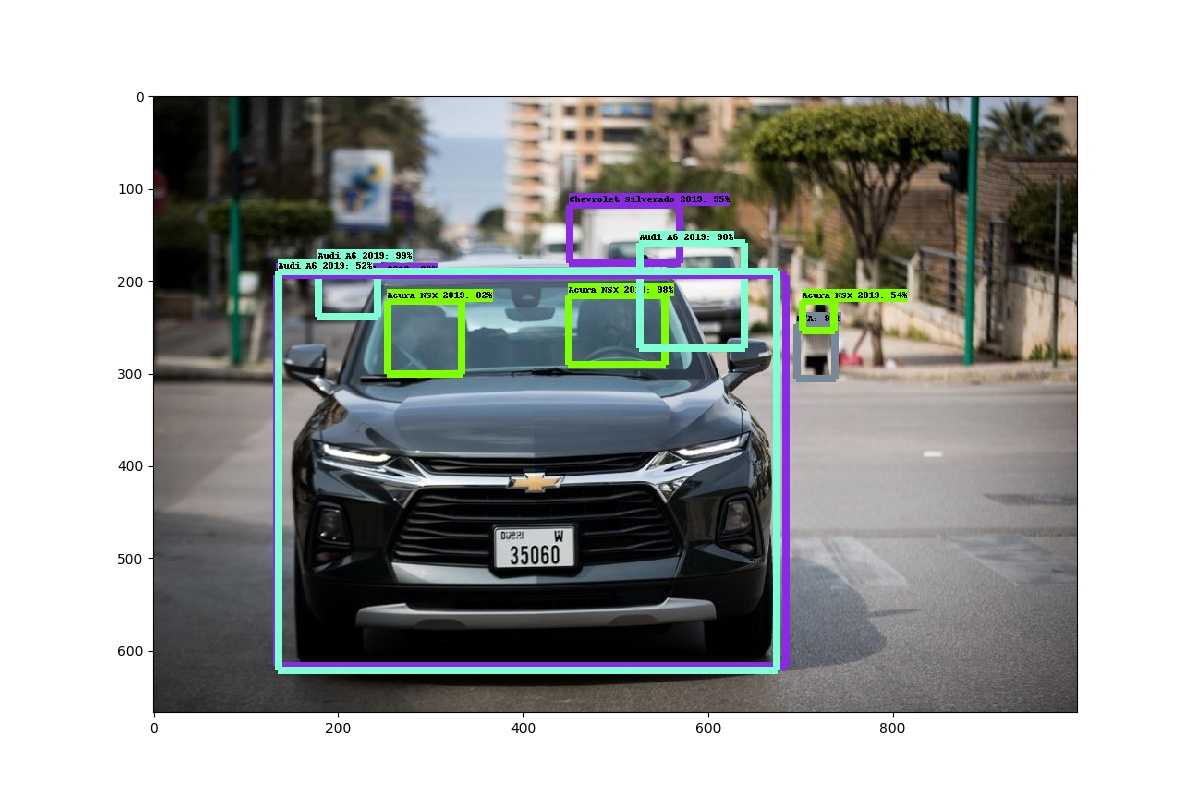 0
100
Chevrolet Silverado 2019: 95%
Audi A6 2019: 90%
Audi A6 2019: 99%
Audi A6 2019: 52%
200
Acura NSX 2019: 98%
Acura NSX 2019: 54%
Acura NSX 2019: 82%
300
400
500
W
35060
600
0
200
400
600
800